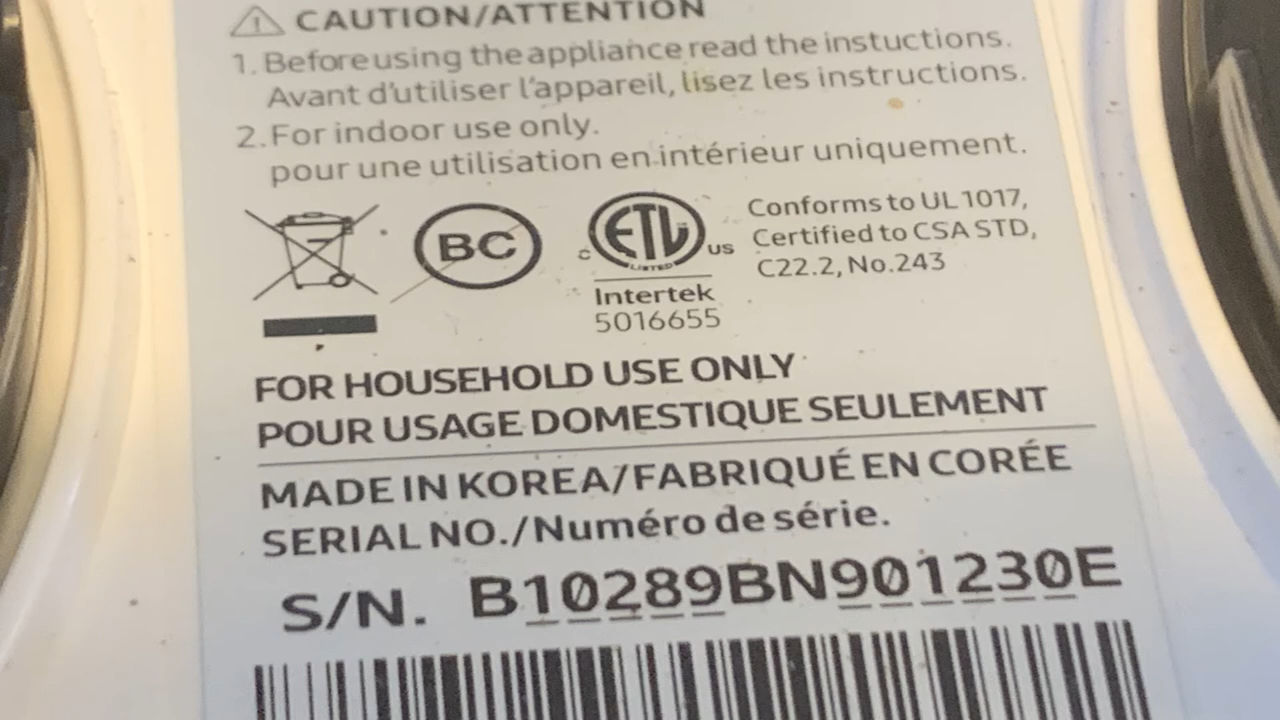 CAUTION/ATTENTION
1. Before using the appliance read the instuctions.
Avant d'utiliser l'appareil, lisez les instructions.
2. For indoor use only.
pour une utilisation en intérieur uniquement.
BC
c ETL us
LISTED
Intertek
5016655
Conforms to UL 1017,
Certified to CSA STD,
C22.2, No.243
FOR HOUSEHOLD USE ONLY
POUR USAGE DOMESTIQUE SEULEMENT
MADE IN KOREA/FABRIQUÉ EN CORÉE
SERIAL NO./Numéro de série.
S/N. B10289BN901230E